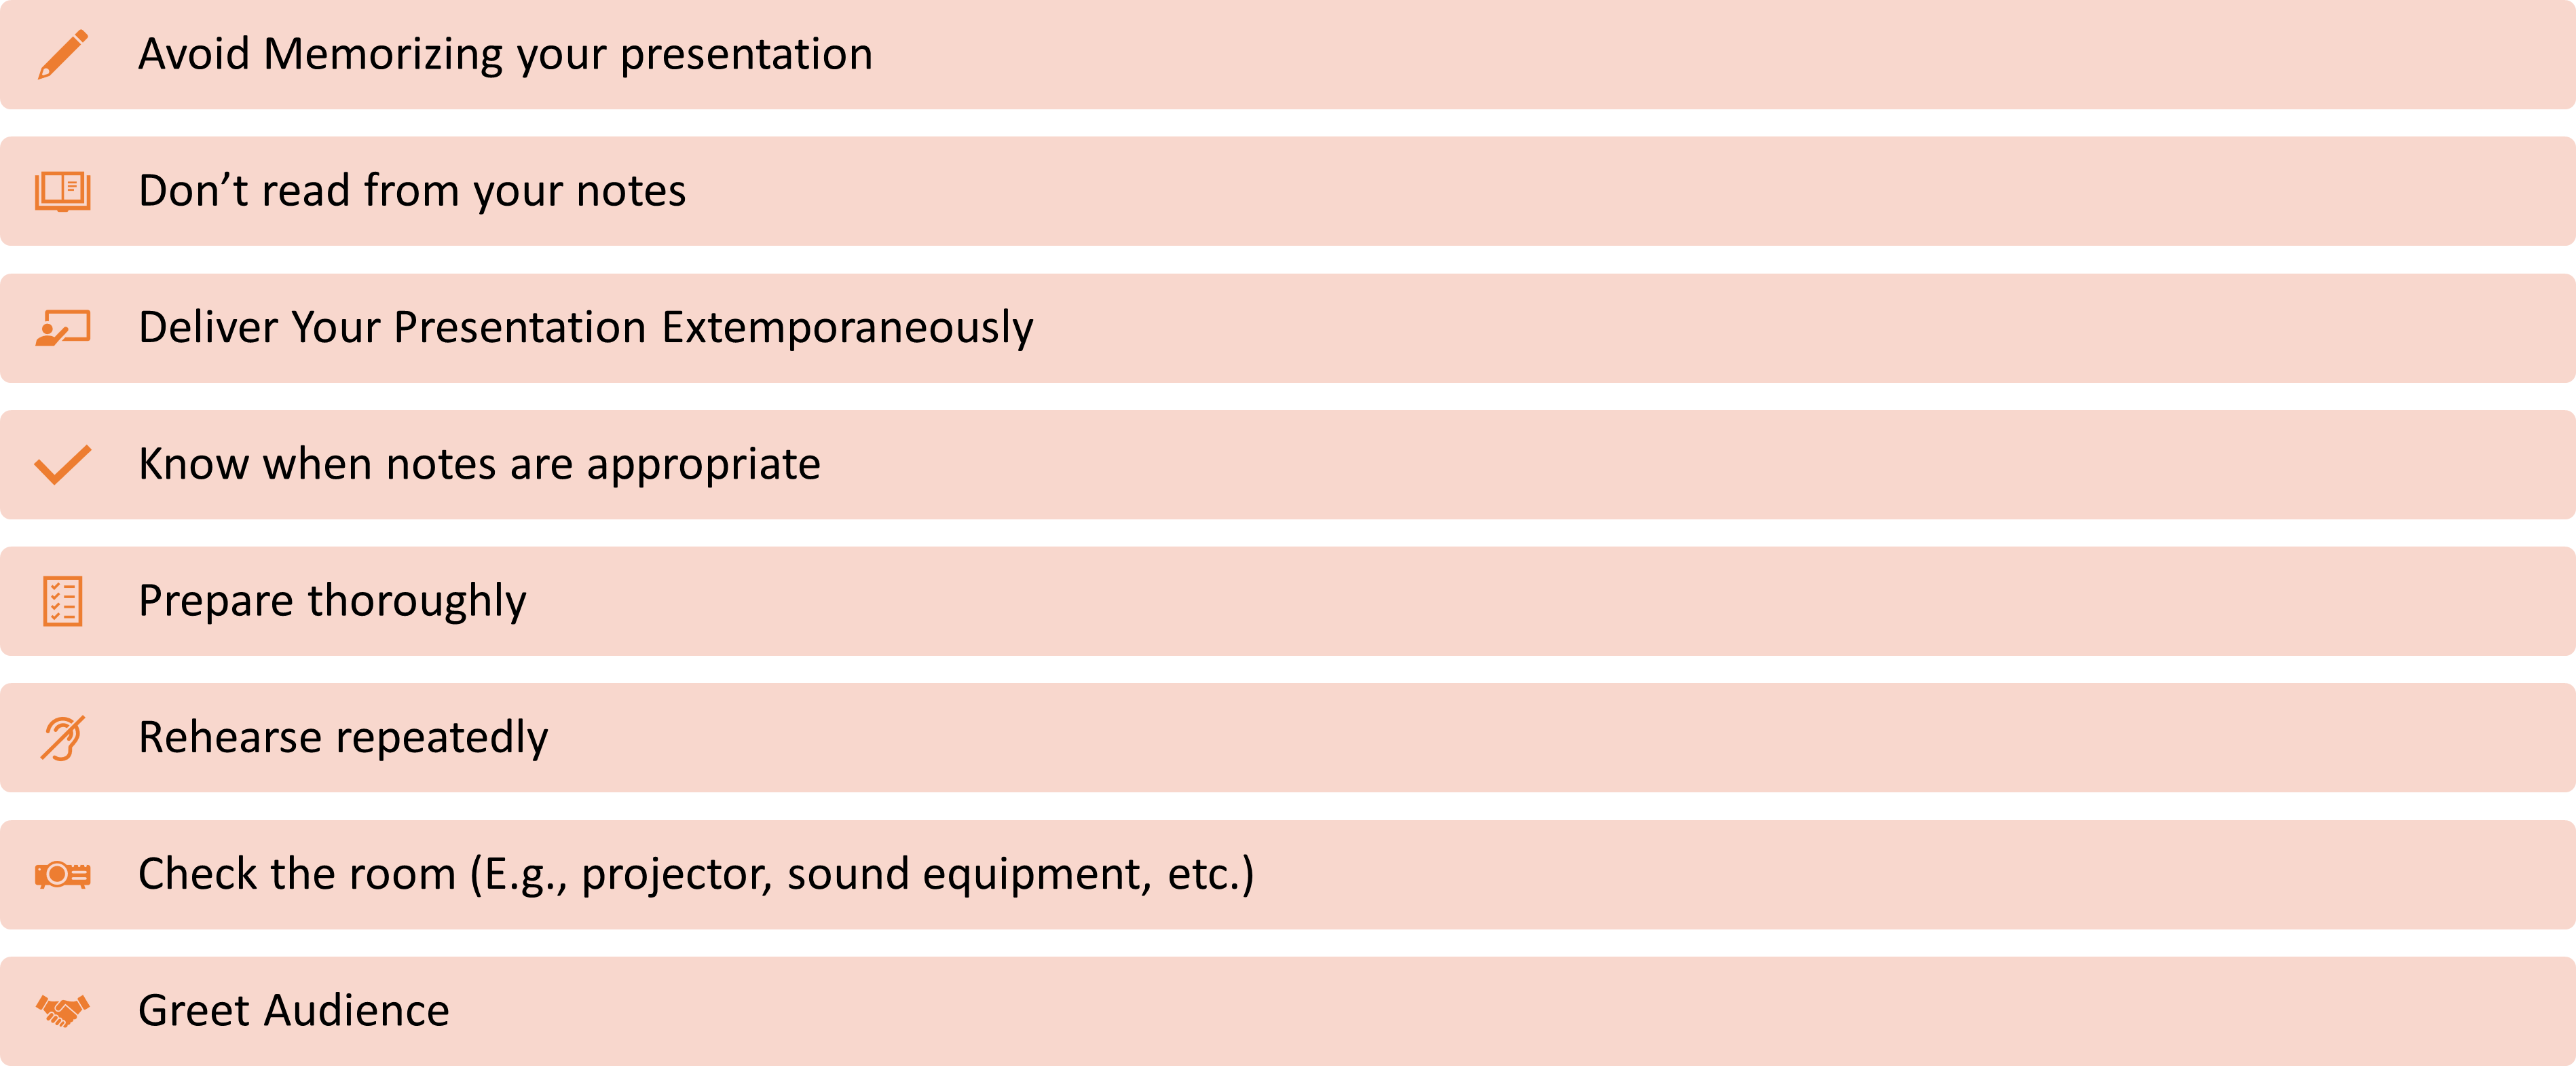 Avoid Memorizing your presentation
Don’t read from your notes
Deliver Your Presentation Extemporaneously
Know when notes are appropriate
Prepare thoroughly
Rehearse repeatedly
Check the room (E.g., projector, sound equipment, etc.)
Greet Audience